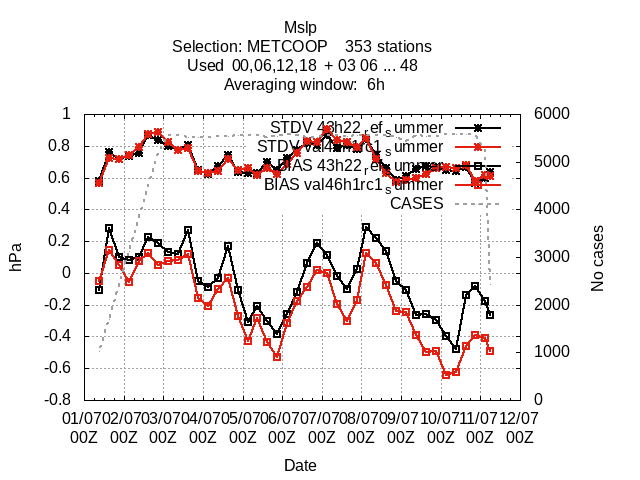 Mslp
Selection: METCOOP 353 stations
Used 00,06,12,18 + 03 06 ... 48
Averaging window: 6h
hPa
No cases
1
0.8
0.6
0.4
0.2
0
-0.2
-0.4
-0.6
-0.8
6000
5000
4000
3000
2000
1000
0
STDV 43h22_ref_summer
STDV val46h1rc1_summer
BIAS 43h22_ref_summer
BIAS val46h1rc1_summer
CASES
01/07 02/07 03/07 04/07 05/07 06/07 07/07 08/07 09/07 10/07 11/07 12/07
00Z 00Z 00Z 00Z 00Z 00Z 00Z 00Z 00Z 00Z 00Z 00Z
Date